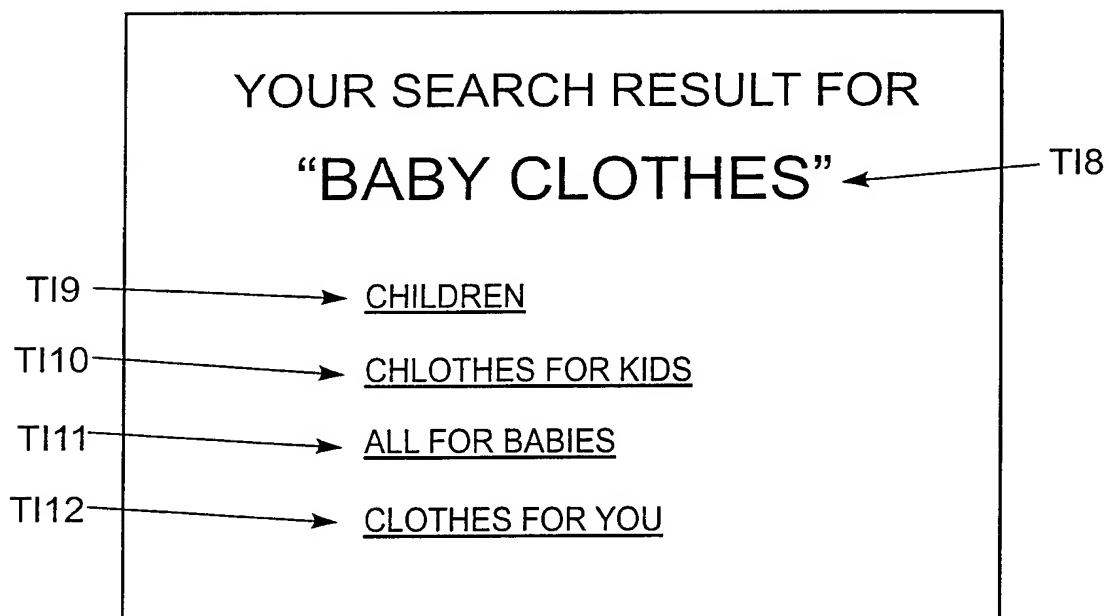 YOUR SEARCH RESULT FOR
“BABY CLOTHES”
TI8
TI9
CHILDREN
TI10
CHLOTHES FOR KIDS
TI11
ALL FOR BABIES
TI12
CLOTHES FOR YOU